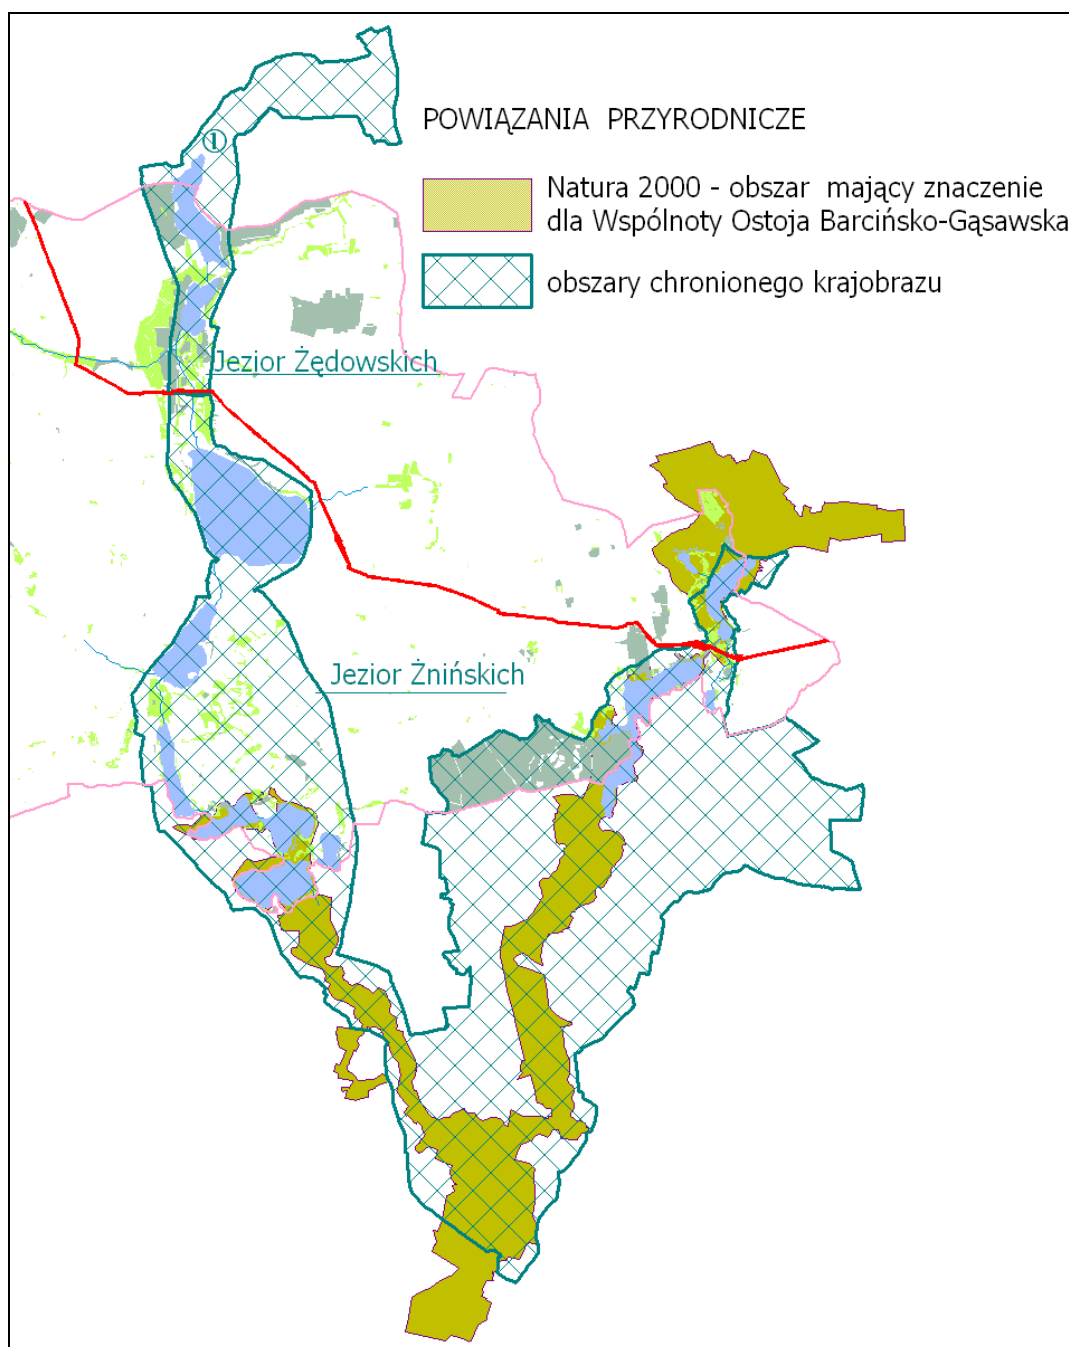 POWIĄZANIA PRZYRODNICZE
①
Natura 2000 - obszar mający znaczenie
dla Wspólnoty Ostoja Barcińsko-Gąsawska
obszary chronionego krajobrazu
Jezior Żędowskich
Jezior Żnińskich